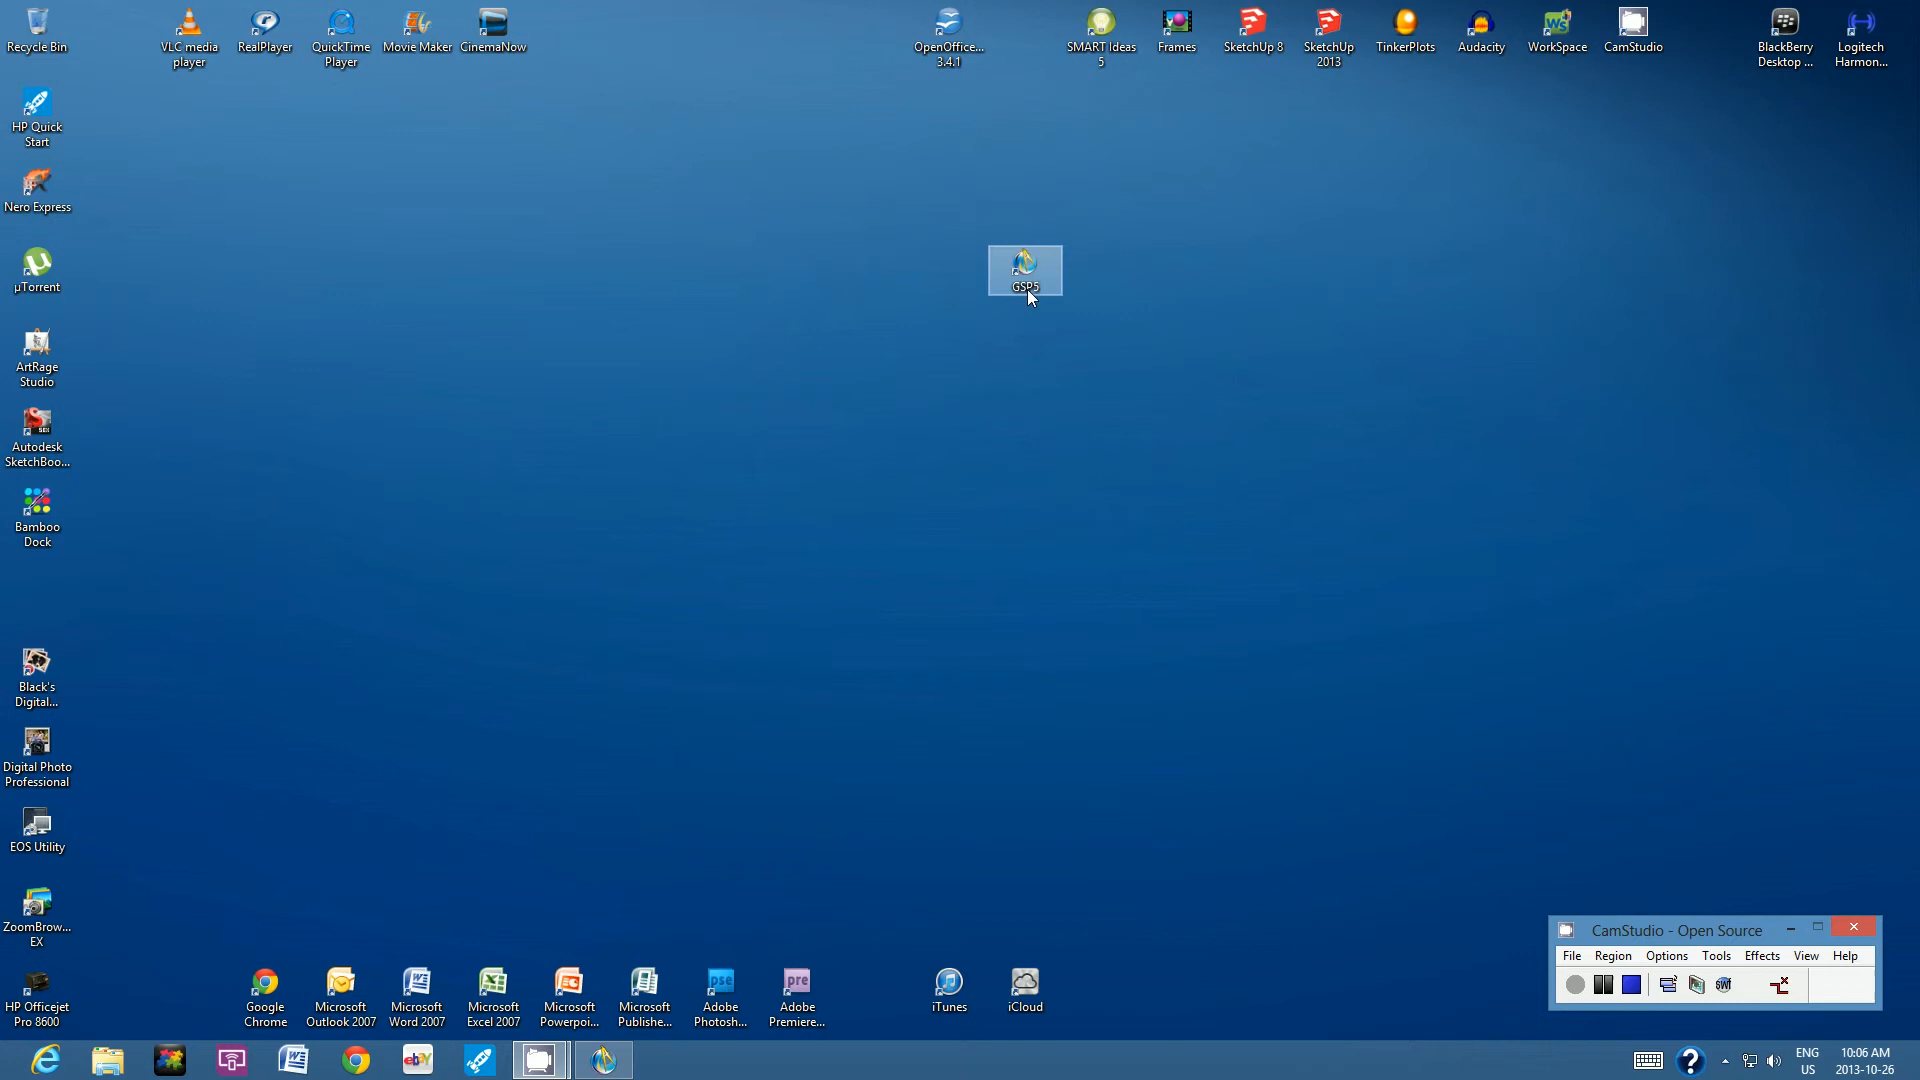 Recycle Bin
VLC media
player
RealPlayer
QuickTime
Player
Movie Maker
CinemaNow
OpenOffice...
3.4.1
SMART Ideas
5
Frames
SketchUp 8
SketchUp
2013
TinkerPlots
Audacity
WorkSpace
CamStudio
BlackBerry
Desktop ...
Logitech
Harmon...
HP Quick
Start
Nero Express
µTorrent
GSP5
ArtRage
Studio
Autodesk
SketchBoo...
Bamboo
Dock
Black's
Digital...
Digital Photo
Professional
EOS Utility
ZoomBrow...
EX
HP Officejet
Pro 8600
Google
Chrome
Microsoft
Outlook 2007
Microsoft
Word 2007
Microsoft
Excel 2007
Microsoft
Powerpoi...
Microsoft
Publishe...
pse
Adobe
Photosh...
pre
Adobe
Premiere...
iTunes
iCloud
CamStudio - Open Source
File Region Options Tools Effects View Help
swf
ebY
ENG
US
10:06 AM
2013-10-26